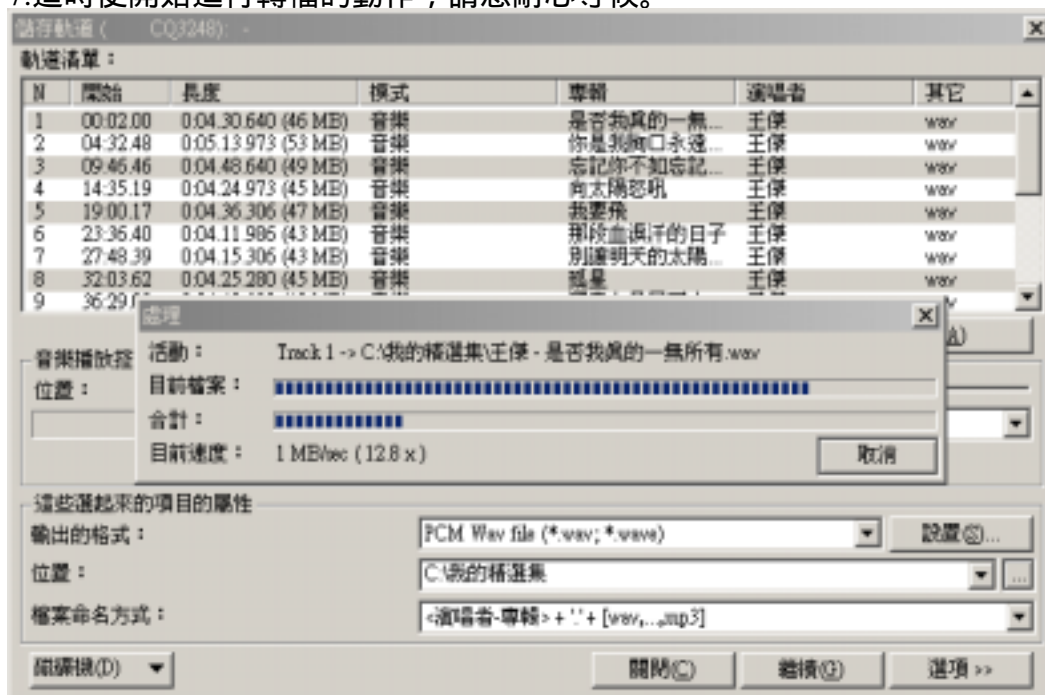 7.這時便開始進行轉檔的動作，請您耐心等候。
儲存軌道 ( CQ3248): -
軌道清單：
N 開始 長度 模式 專輯 演唱者 其它
1 00:02.00 0:04.30.640 (46 MB) 音樂 是否我真的一無... 王傑 wav
2 04:32.48 0:05.13.973 (53 MB) 音樂 你是我胸口永遠... 王傑 wav
3 09:46.46 0:04.48.640 (49 MB) 音樂 忘記你不如忘記... 王傑 wav
4 14:35.19 0:04.24.973 (45 MB) 音樂 向太陽怒吼 王傑 wav
5 19:00.17 0:04.36.306 (47 MB) 音樂 我要飛 王傑 wav
6 23:36.40 0:04.11.986 (43 MB) 音樂 那段血淚汗的日子 王傑 wav
7 27:48.39 0:04.15.306 (43 MB) 音樂 別讓明天的太陽... 王傑 wav
8 32:03.62 0:04.25.280 (45 MB) 音樂 孤星 王傑 wav
9 36:29
處理
活動： Track 1 -> C:\我的精選集\王傑 - 是否我真的一無所有.wav
目前檔案：
合計：
目前速度： 1 MB/sec (12.8 x)
取消
音樂播放控
位置：
(A)
這些選起來的項目的屬性
輸出的格式： PCM Wav file (*.wav; *.wave) 設置(S)...
位置： C:\我的精選集 ...
檔案命名方式： <演唱者-專輯> + '.' + [wav,...,mp3]
磁碟機(D) 關閉(C) 繼續(G) 選項 >>